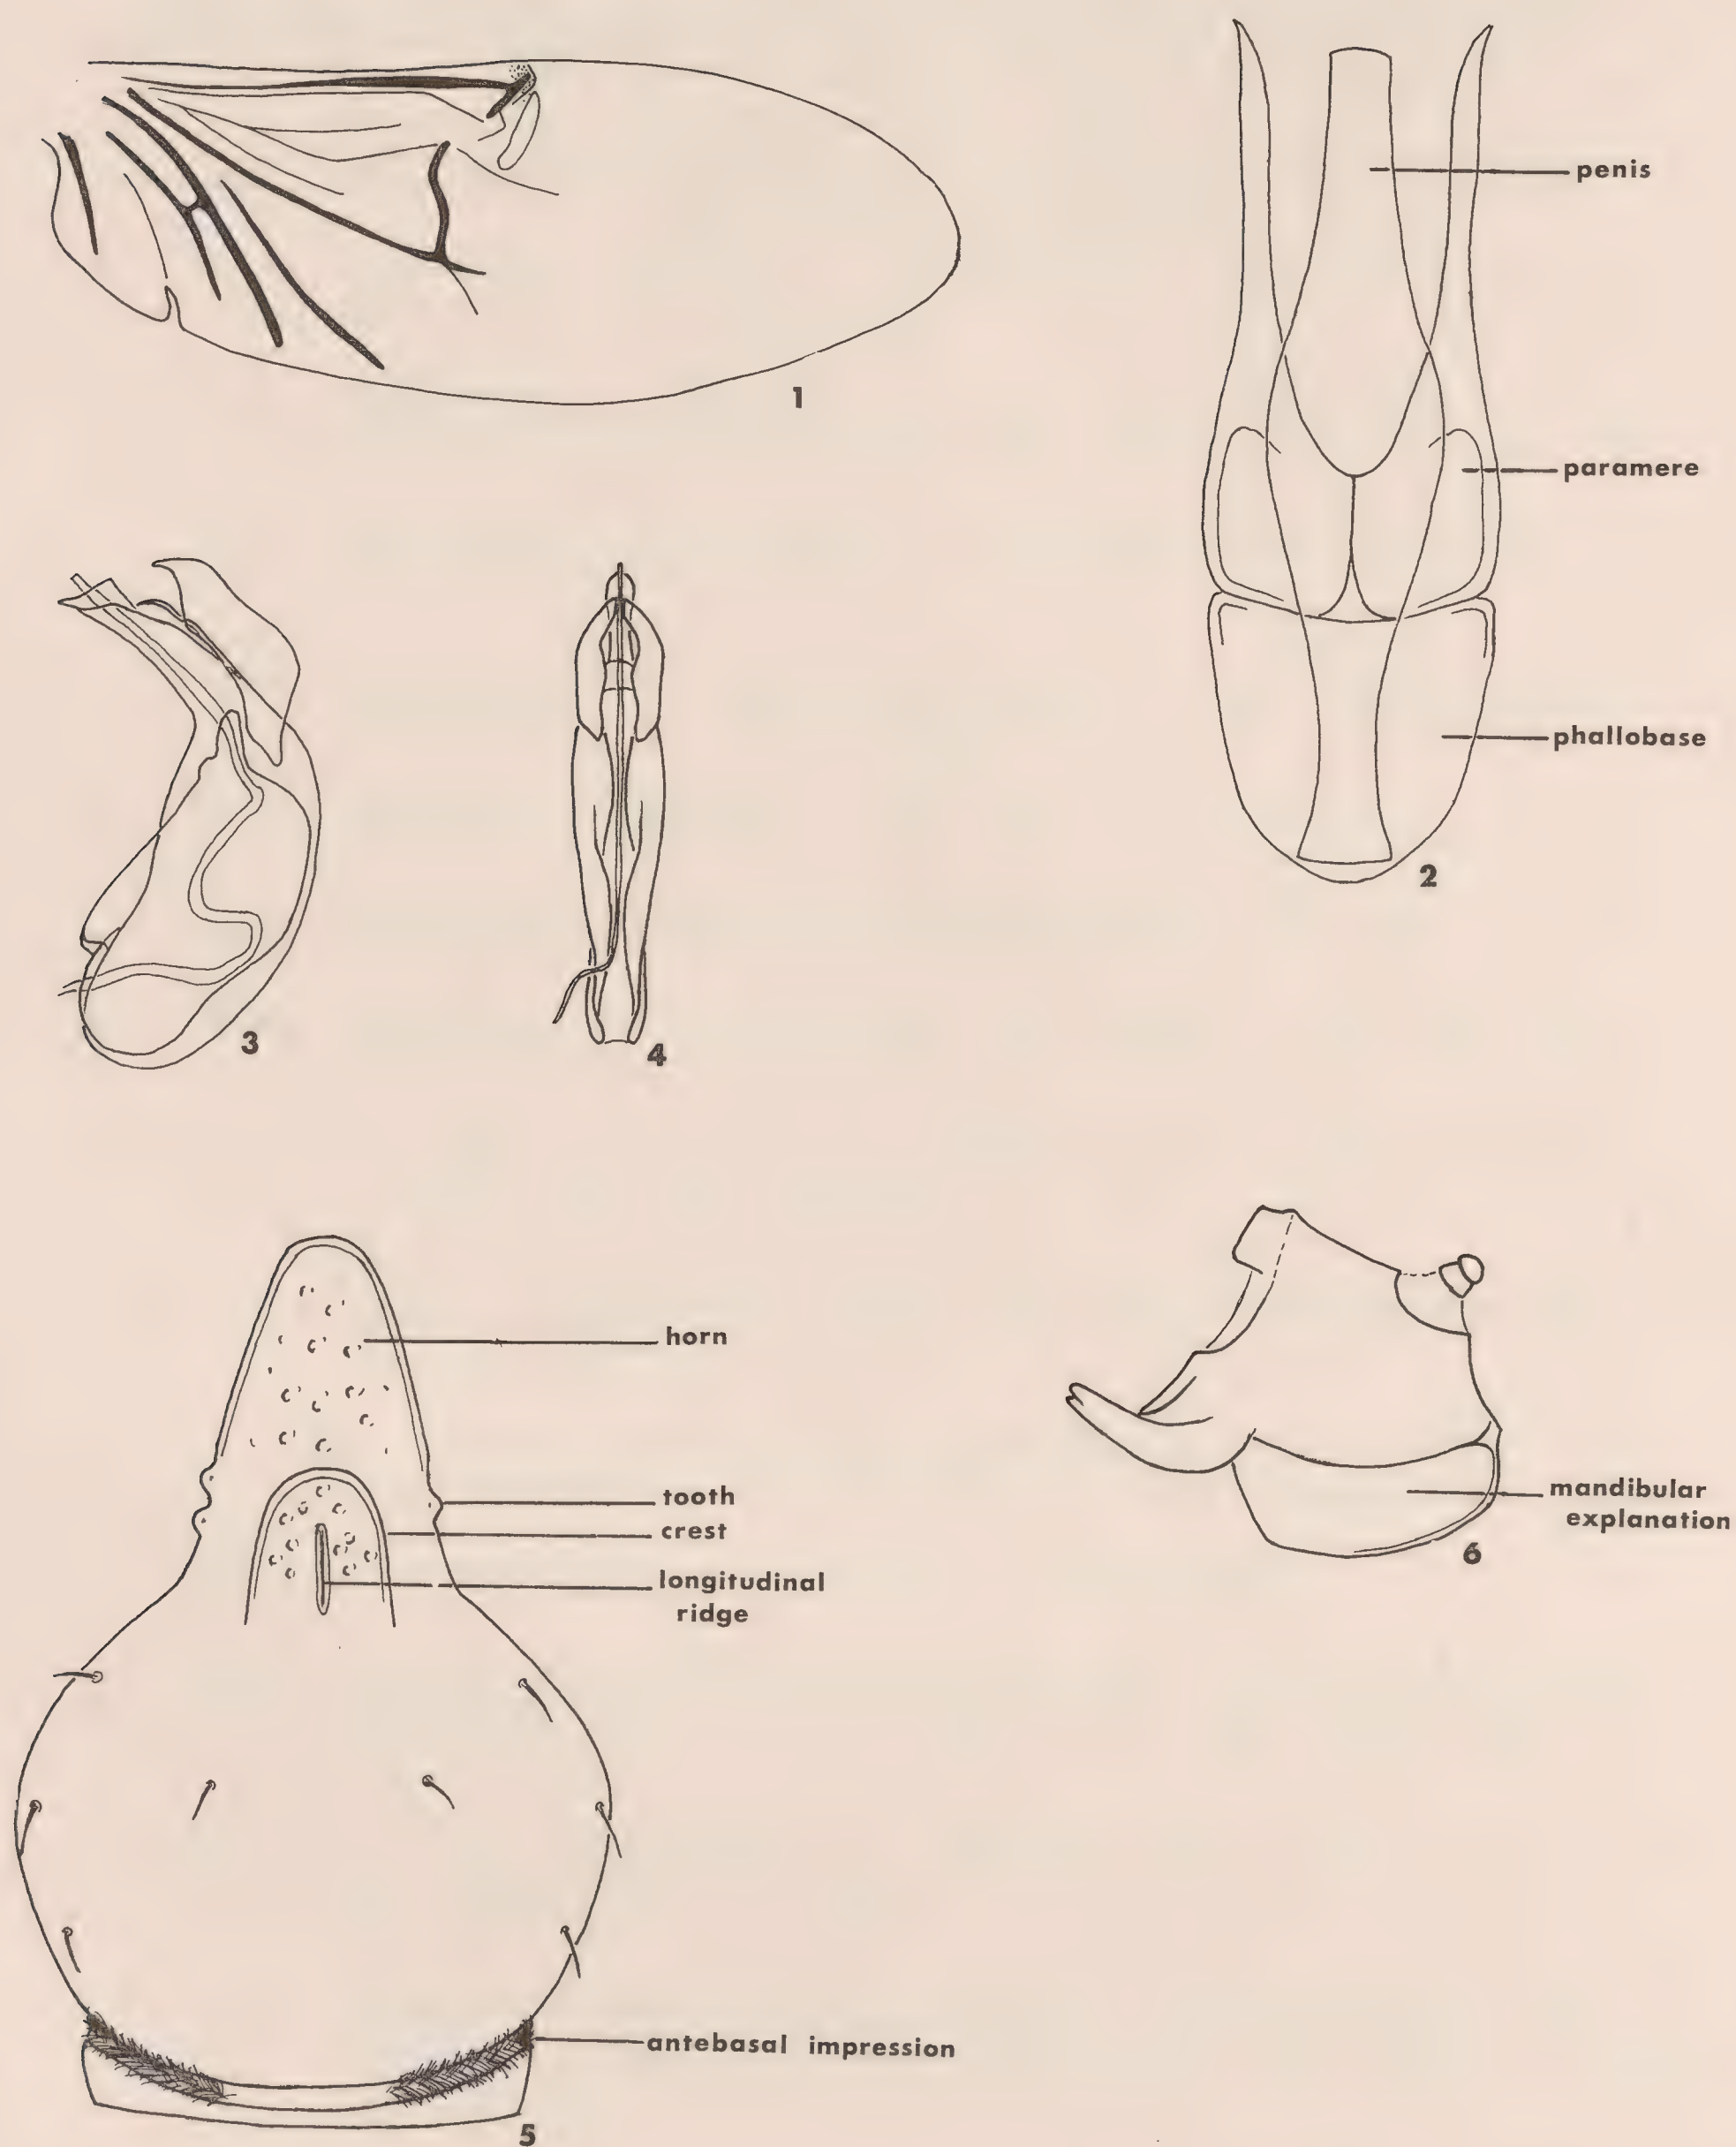 1
penis
paramere
phallobase
2
3
4
horn
tooth
crest
longitudinal
ridge
antebasal impression
5
mandibular
explanation
6